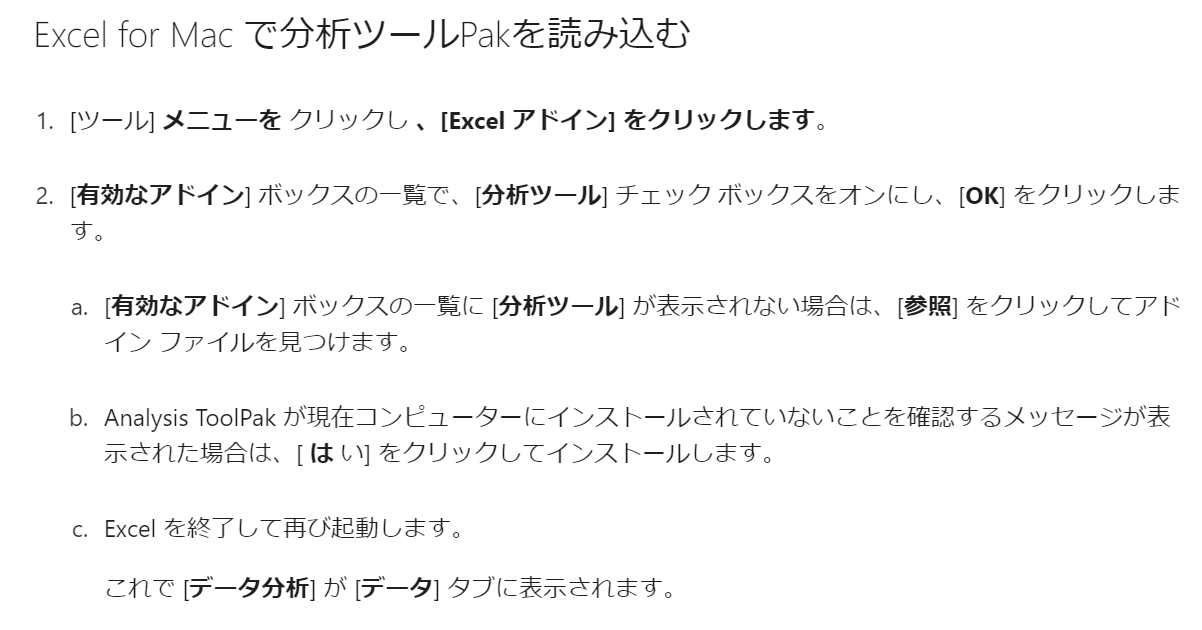 Excel for Mac で分析ツールPakを読み込む
1. [ツール] メニューを クリックし 、[Excel アドイン] をクリックします。
2. [有効なアドイン] ボックスの一覧で、[分析ツール] チェック ボックスをオンにし、[OK] をクリックしま
す。
a. [有効なアドイン] ボックスの一覧に [分析ツール] が表示されない場合は、[参照] をクリックしてアド
イン ファイルを見つけます。
b. Analysis ToolPak が現在コンピューターにインストールされていないことを確認するメッセージが表
示された場合は、[ は い] をクリックしてインストールします。
c. Excel を終了して再び起動します。
これで [データ分析] が [データ] タブに表示されます。